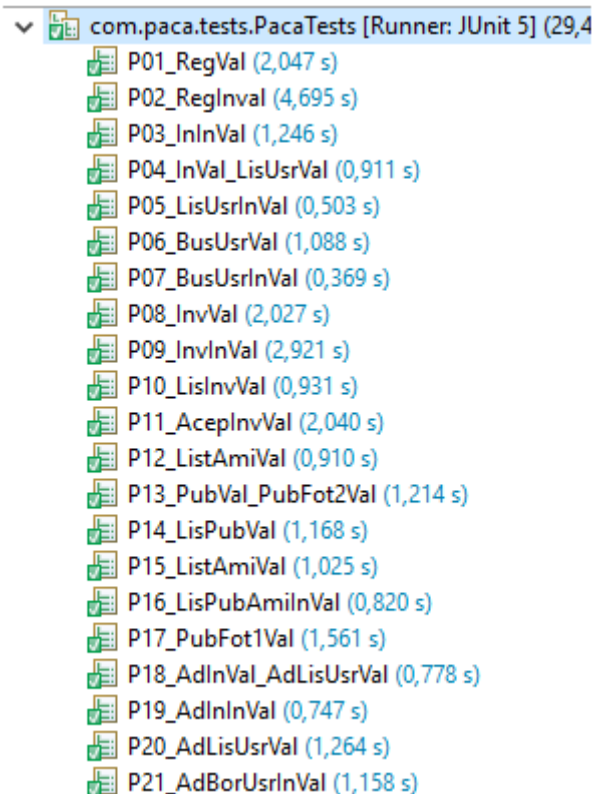 com.paca.tests.PacaTests [Runner: JUnit 5] (29,4
P01_RegVal (2,047 s)
P02_RegInval (4,695 s)
P03_InInVal (1,246 s)
P04_InVal_LisUsrVal (0,911 s)
P05_LisUsrInVal (0,503 s)
P06_BusUsrVal (1,088 s)
P07_BusUsrInVal (0,369 s)
P08_InvVal (2,027 s)
P09_InvInVal (2,921 s)
P10_LisInvVal (0,931 s)
P11_AcepInvVal (2,040 s)
P12_ListAmiVal (0,910 s)
P13_PubVal_PubFot2Val (1,214 s)
P14_LisPubVal (1,168 s)
P15_ListAmiVal (1,025 s)
P16_LisPubAmiInVal (0,820 s)
P17_PubFot1Val (1,561 s)
P18_AdInVal_AdLisUsrVal (0,778 s)
P19_AdInInVal (0,747 s)
P20_AdLisUsrVal (1,264 s)
P21_AdBorUsrInVal (1,158 s)